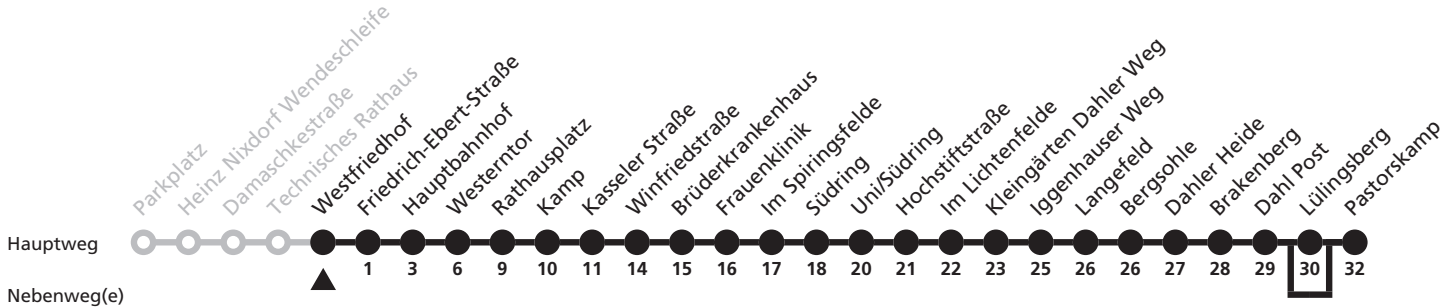 Parkplatz
Heinz Nixdorf Wendeschleife
Damaschkestraße
Technisches Rathaus
Westfriedhof
Friedrich-Ebert-Straße
Hauptbahnhof
Westerntor
Rathausplatz
Kamp
Kasseler Straße
Winfriedstraße
Brüderkrankenhaus
Frauenklinik
Im Spiringsfelde
Südring
Uni/Südring
Hochstiftstraße
Im Lichtenfelde
Kleingärten Dahler Weg
Iggenhauser Weg
Langefeld
Bergsohle
Dahler Heide
Brakenberg
Dahl Post
Lülingsberg
Pastorskamp
Hauptweg
1 3 6 9 10 11 14 15 16 17 18 20 21 22 23 25 26 26 27 28 29 30 32
Nebenweg(e)